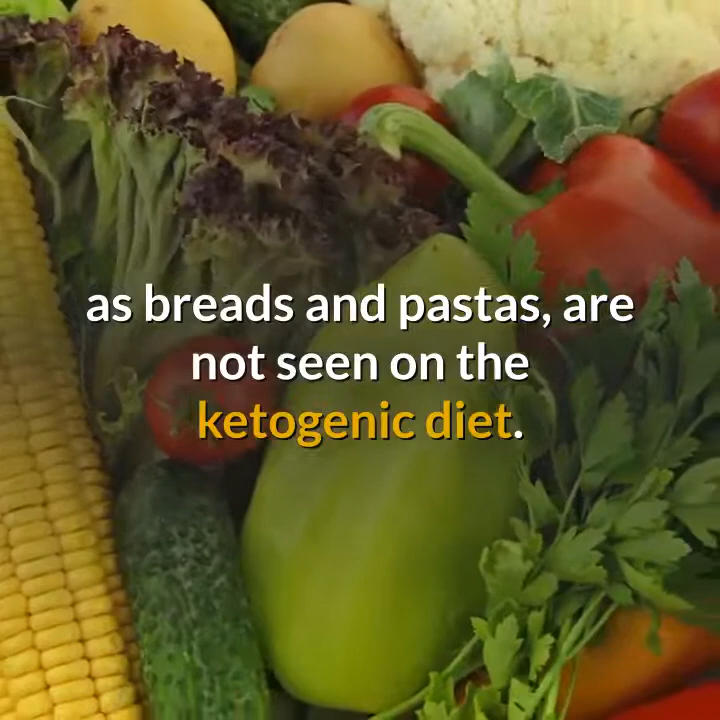 as breads and pastas, are
not seen on the
ketogenic diet.